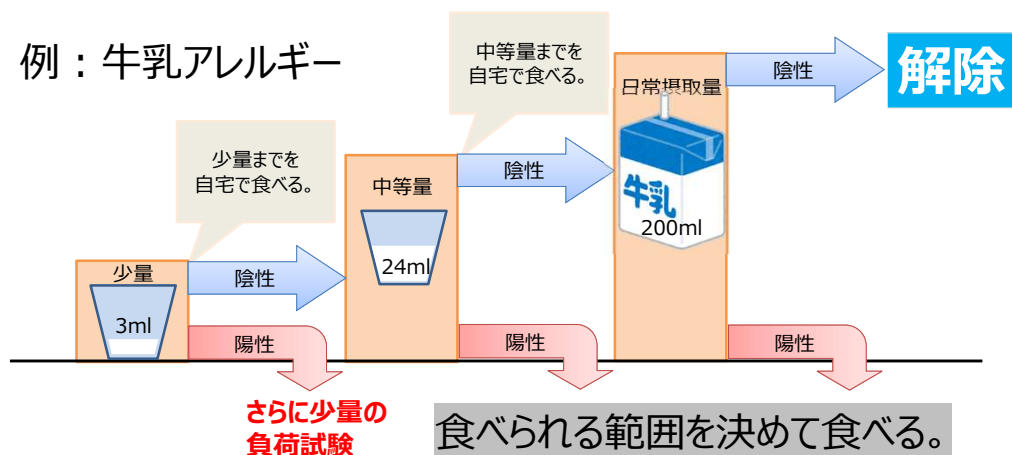 例：牛乳アレルギー
少量までを
自宅で食べる。
中等量までを
自宅で食べる。
日常摂取量
陰性
解除
牛乳
200ml
中等量
24ml
陰性
少量
3ml
陰性
陽性
陽性
陽性
さらに少量の
負荷試験
食べられる範囲を決めて食べる。